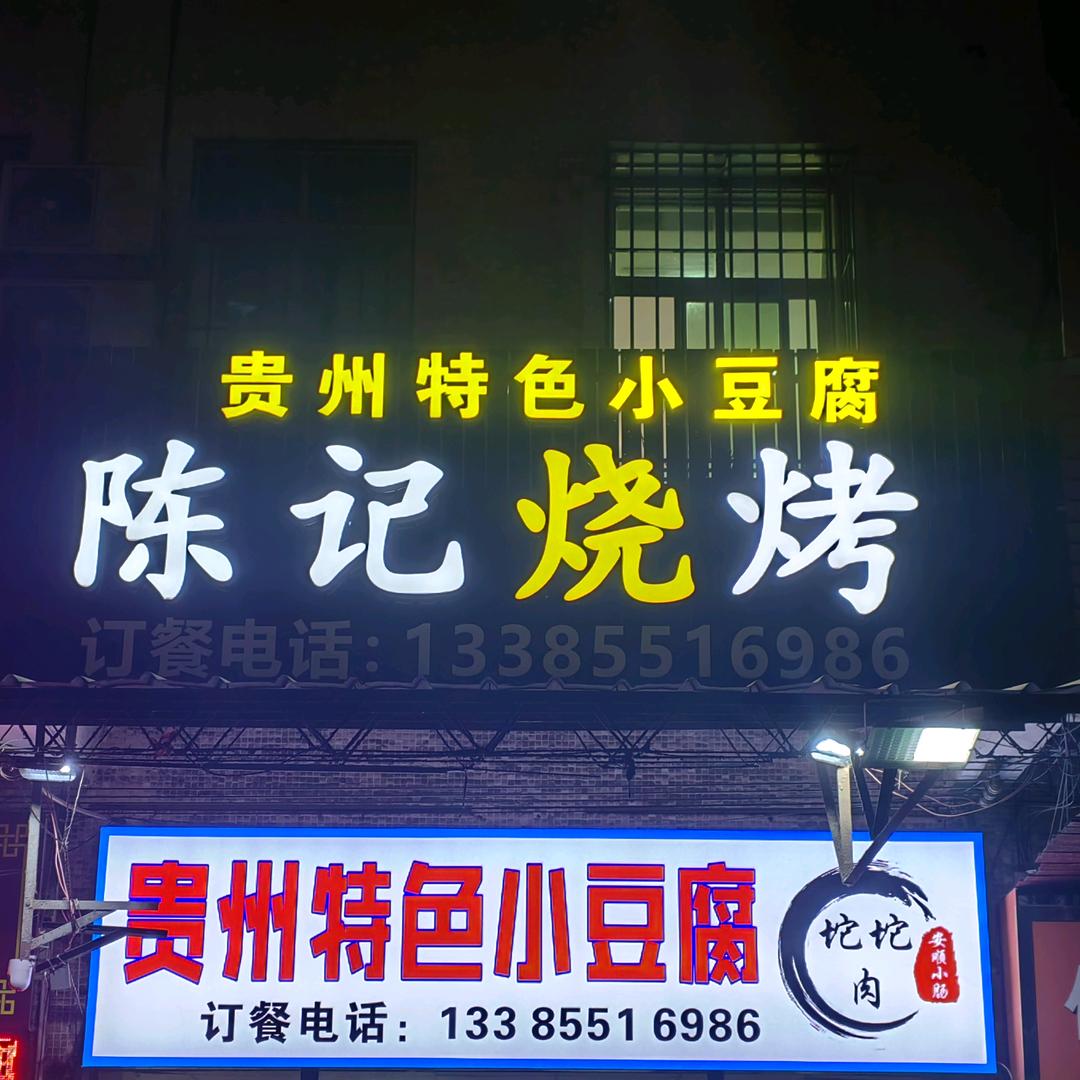 贵州特色小豆腐
陈记烧烤
订餐电话:13385516986
贵州特色小豆腐
订餐电话: 133 8551 6986
坨坨
肉
安顺小肠